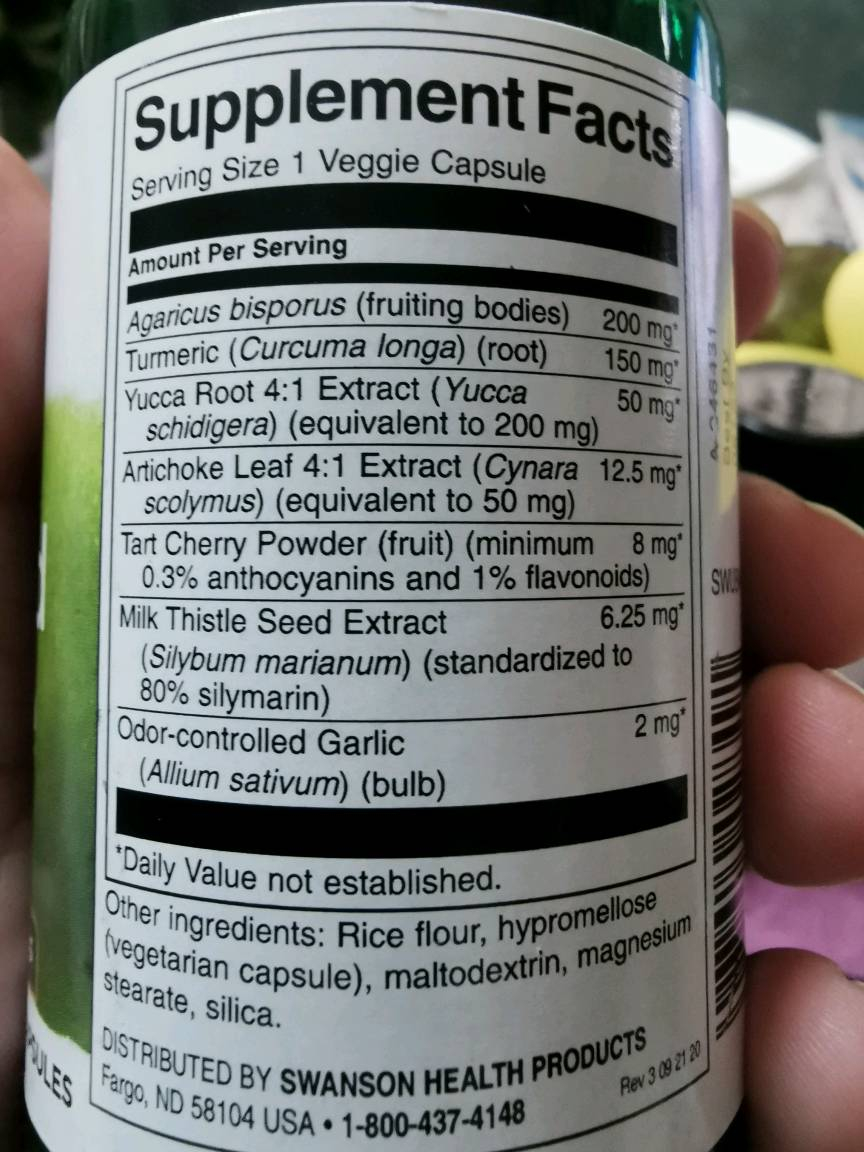 Supplement Facts
Serving Size 1 Veggie Capsule
Amount Per Serving
Agaricus bisporus (fruiting bodies) 200 mg*
Turmeric (Curcuma longa) (root) 150 mg*
Yucca Root 4:1 Extract (Yucca 50 mg*
schidigera) (equivalent to 200 mg)
Artichoke Leaf 4:1 Extract (Cynara 12.5 mg*
scolymus) (equivalent to 50 mg)
Tart Cherry Powder (fruit) (minimum 8 mg*
0.3% anthocyanins and 1% flavonoids)
Milk Thistle Seed Extract 6.25 mg*
(Silybum marianum) (standardized to
80% silymarin)
Odor-controlled Garlic 2 mg*
(Allium sativum) (bulb)
*Daily Value not established.
Other ingredients: Rice flour, hypromellose
(vegetarian capsule), maltodextrin, magnesium
stearate, silica.
DISTRIBUTED BY SWANSON HEALTH PRODUCTS
Fargo, ND 58104 USA • 1-800-437-4148
Rev 3 09 21 20